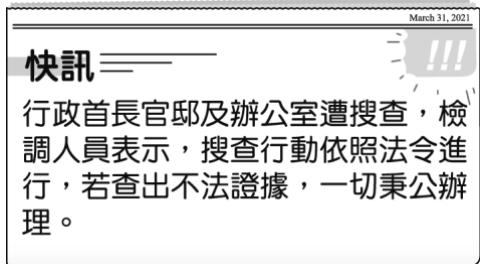 March 31, 2021
!!!
快訊
行政首長官邸及辦公室遭搜查，檢
調人員表示，搜查行動依照法令進
行，若查出不法證據，一切秉公辦
理。